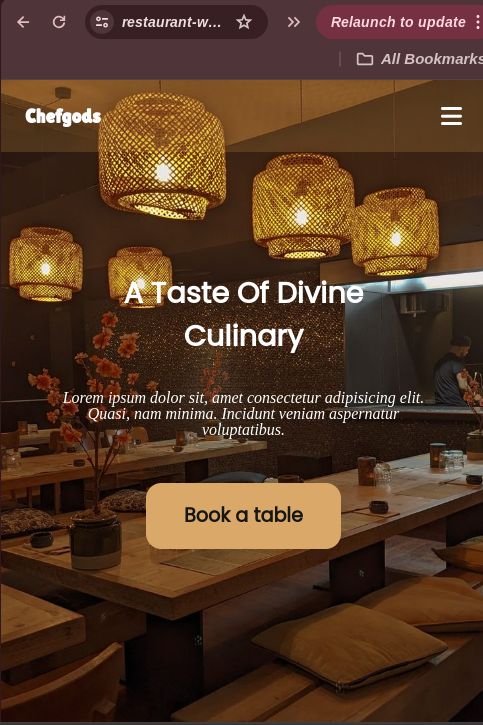 restaurant-w...
Relaunch to update
All Bookmarks
Chefgods
A Taste Of Divine
Culinary
Lorem ipsum dolor sit, amet consectetur adipisicing elit.
Quasi, nam minima. Incidunt veniam aspernatur
voluptatibus.
Book a table